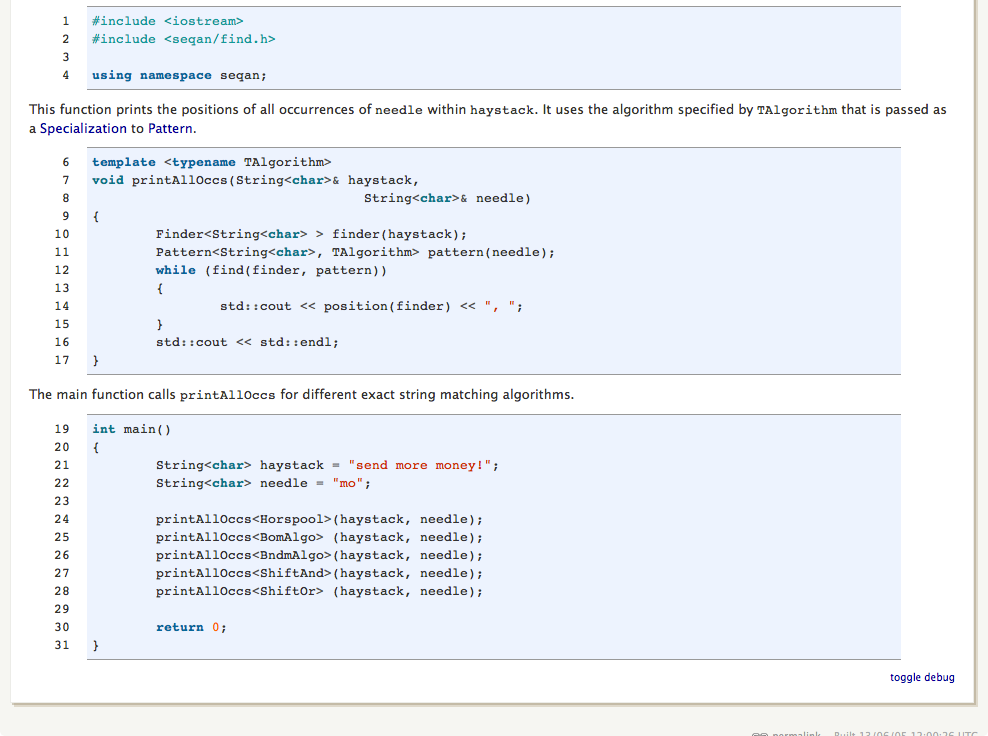 1 #include <iostream>
2 #include <seqan/find.h>
3
4 using namespace seqan;
This function prints the positions of all occurrences of needle within haystack. It uses the algorithm specified by TAlgorithm that is passed as
a Specialization to Pattern.
6 template <typename TAlgorithm>
7 void printAllOccs(String<char>& haystack,
8 String<char>& needle)
9 {
10 Finder<String<char> > finder(haystack);
11 Pattern<String<char>, TAlgorithm> pattern(needle);
12 while (find(finder, pattern))
13 {
14 std::cout << position(finder) << ", ";
15 }
16 std::cout << std::endl;
17 }
The main function calls printAllOccs for different exact string matching algorithms.
19 int main()
20 {
21 String<char> haystack = "send more money!";
22 String<char> needle = "mo";
23
24 printAllOccs<Horspool>(haystack, needle);
25 printAllOccs<BomAlgo> (haystack, needle);
26 printAllOccs<BndmAlgo>(haystack, needle);
27 printAllOccs<ShiftAnd>(haystack, needle);
28 printAllOccs<ShiftOr> (haystack, needle);
29
30 return 0;
31 }
toggle debug
permalink Built 13/06/05 12:00:26 UTC